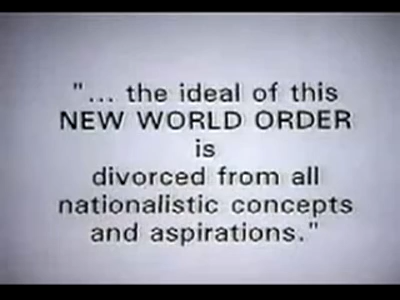 "... the ideal of this
NEW WORLD ORDER
is
divorced from all
nationalistic concepts
and aspirations."